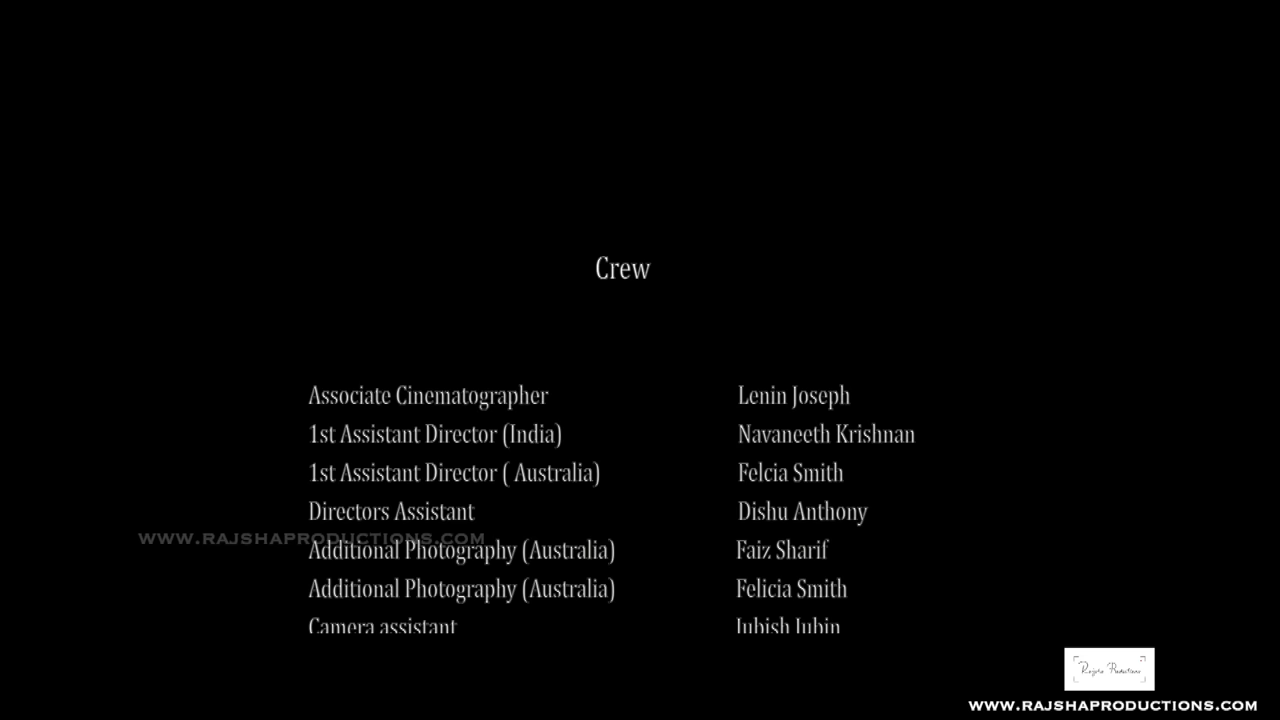 Crew
Associate Cinematographer Lenin Joseph
1st Assistant Director (India) Navaneeth Krishnan
1st Assistant Director ( Australia) Felcia Smith
Directors Assistant Dishu Anthony
WWW.RAJSHAPRODUCTIONS.COM
Additional Photography (Australia) Faiz Sharif
Additional Photography (Australia) Felicia Smith
Camera assistant Jubish Jubin
Rajsha Productions
WWW.RAJSHAPRODUCTIONS.COM